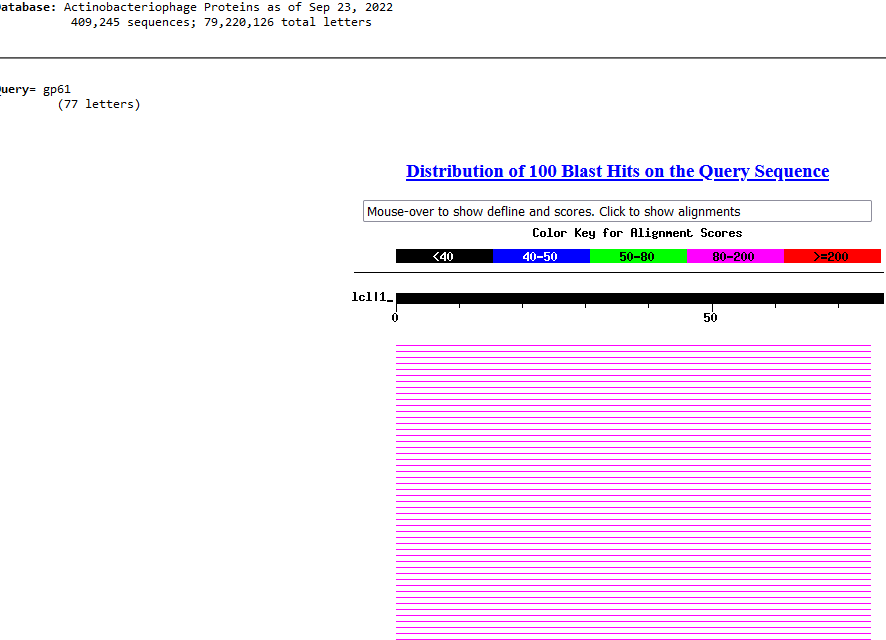 atabase: Actinobacteriophage Proteins as of Sep 23, 2022
409,245 sequences; 79,220,126 total letters
uery= gp61
(77 letters)
Distribution of 100 Blast Hits on the Query Sequence
Mouse-over to show defline and scores. Click to show alignments
Color Key for Alignment Scores
<40 40-50 50-80 80-200 >=200
lcl|1_
0 50